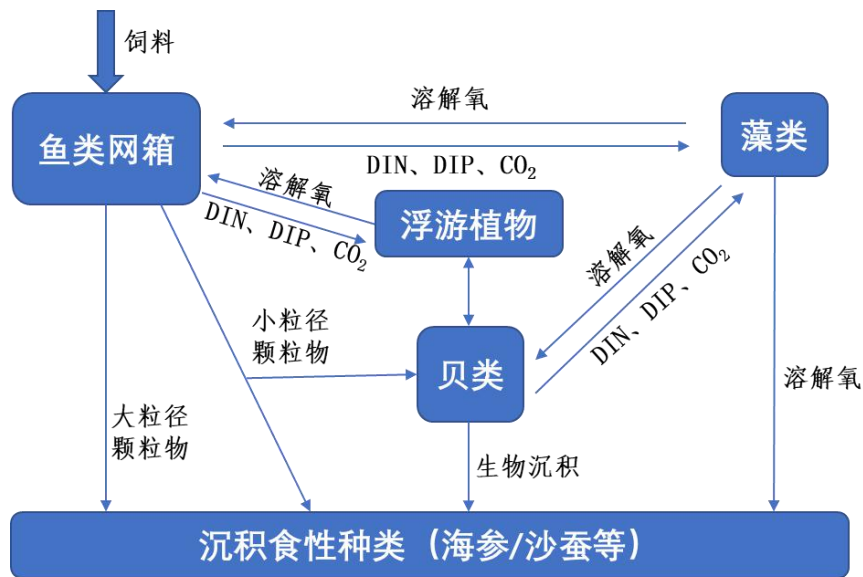 饲料
鱼类网箱
溶解氧
藻类
DIN、DIP、CO₂
溶解氧
DIN、DIP、CO₂
浮游植物
溶解氧
DIN、DIP、CO₂
小粒径
颗粒物
贝类
溶解氧
大粒径
颗粒物
生物沉积
沉积食性种类（海参/沙蚕等）